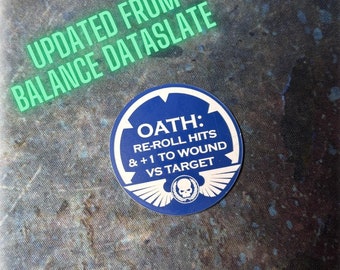 UPDATED FROM
BALANCE DATASLATE
OATH:
RE-ROLL HITS
& +1 TO WOUND
VS TARGET